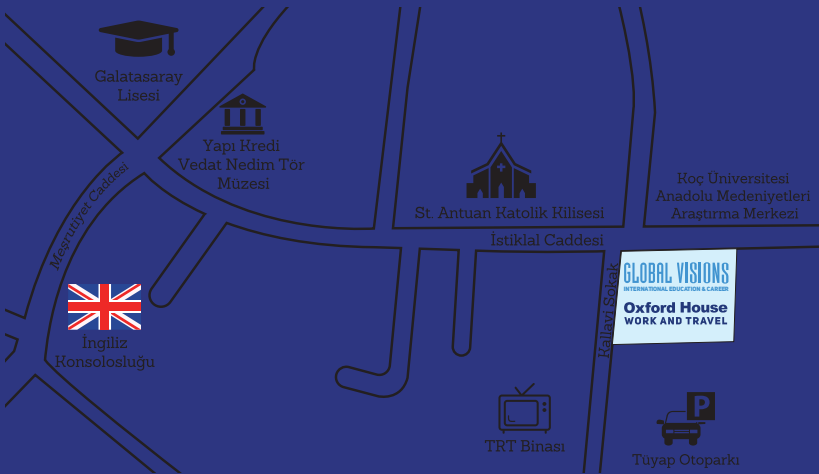 Galatasaray
Lisesi
Yapı Kredi
Vedat Nedim Tör
Müzesi
Meşrutiyet Caddesi
St. Antuan Katolik Kilisesi
Koç Üniversitesi
Anadolu Medeniyetleri
Araştırma Merkezi
İstiklal Caddesi
Kallavi Sokak
GLOBAL VISIONS
INTERNATIONAL EDUCATION & CAREER
Oxford House
WORK AND TRAVEL
İngiliz
Konsolosluğu
TRT Binası
P
Tüyap Otoparkı